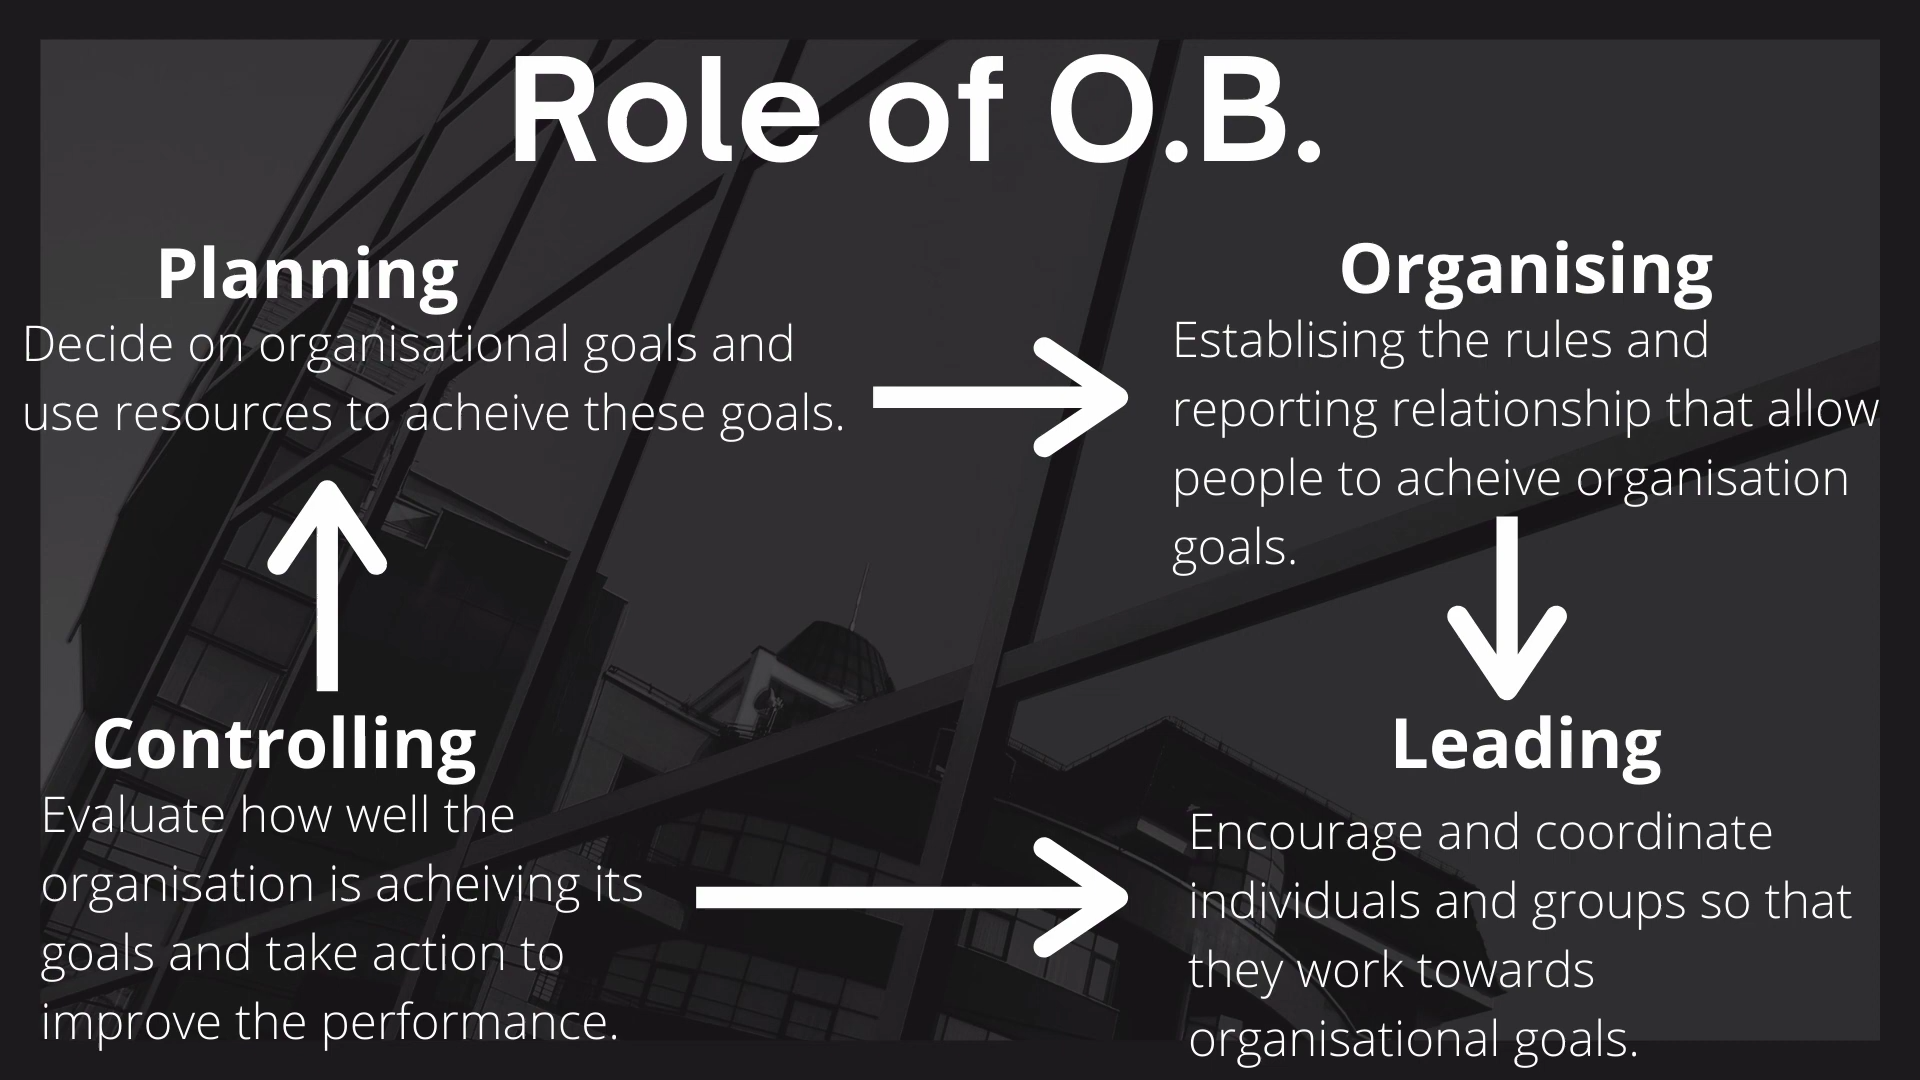 Role of O.B.
Planning
Decide on organisational goals and
use resources to acheive these goals.
Organising
Establising the rules and
reporting relationship that allow
people to acheive organisation
goals.
Controlling
Evaluate how well the
organisation is acheiving its
goals and take action to
improve the performance.
Leading
Encourage and coordinate
individuals and groups so that
they work towards
organisational goals.